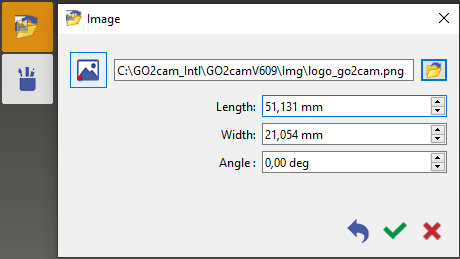 Image
C:\GO2cam_Intl\GO2camV609\Img\logo_go2cam.png
Length: 51,131 mm
Width: 21,054 mm
Angle : 0,00 deg